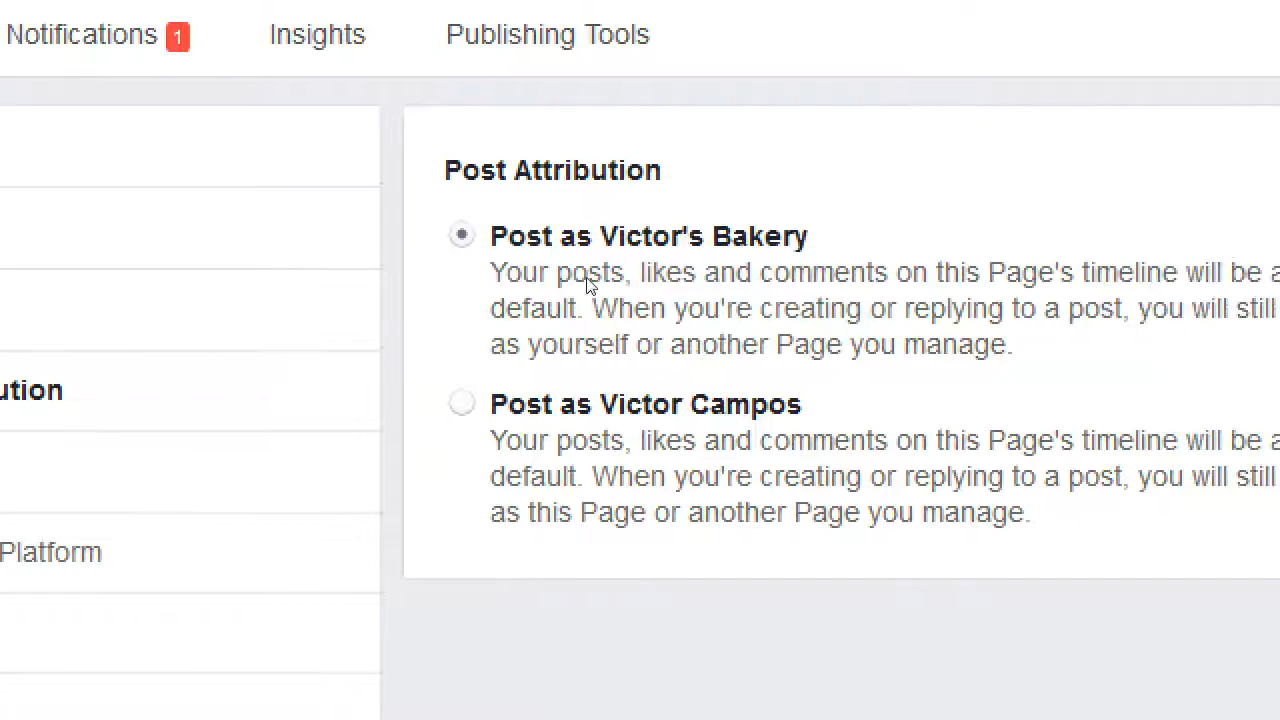 Notifications 1 Insights Publishing Tools
Post Attribution
Post as Victor's Bakery
Your posts, likes and comments on this Page's timeline will be a
default. When you're creating or replying to a post, you will still
as yourself or another Page you manage.
ution
Post as Victor Campos
Your posts, likes and comments on this Page's timeline will be a
default. When you're creating or replying to a post, you will still
as this Page or another Page you manage.
Platform